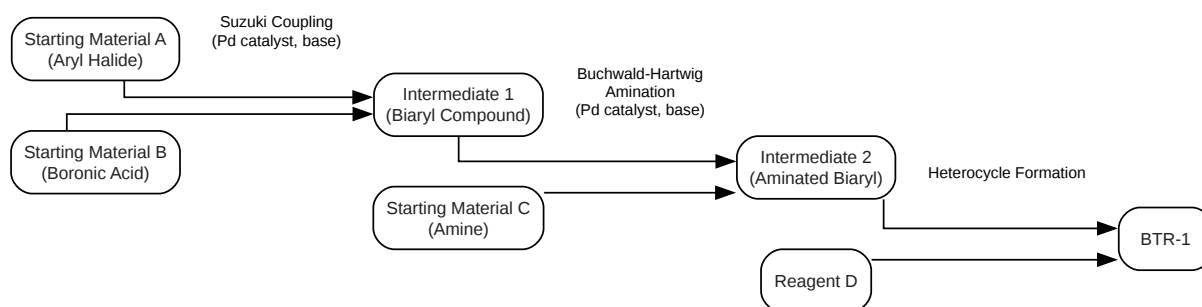 Starting Material A
(Aryl Halide)
Suzuki Coupling
(Pd catalyst, base)
Starting Material B
(Boronic Acid)
Intermediate 1
(Biaryl Compound)
Buchwald-Hartwig
Amination
(Pd catalyst, base)
Starting Material C
(Amine)
Intermediate 2
(Aminated Biaryl)
Heterocycle Formation
Reagent D
BTR-1